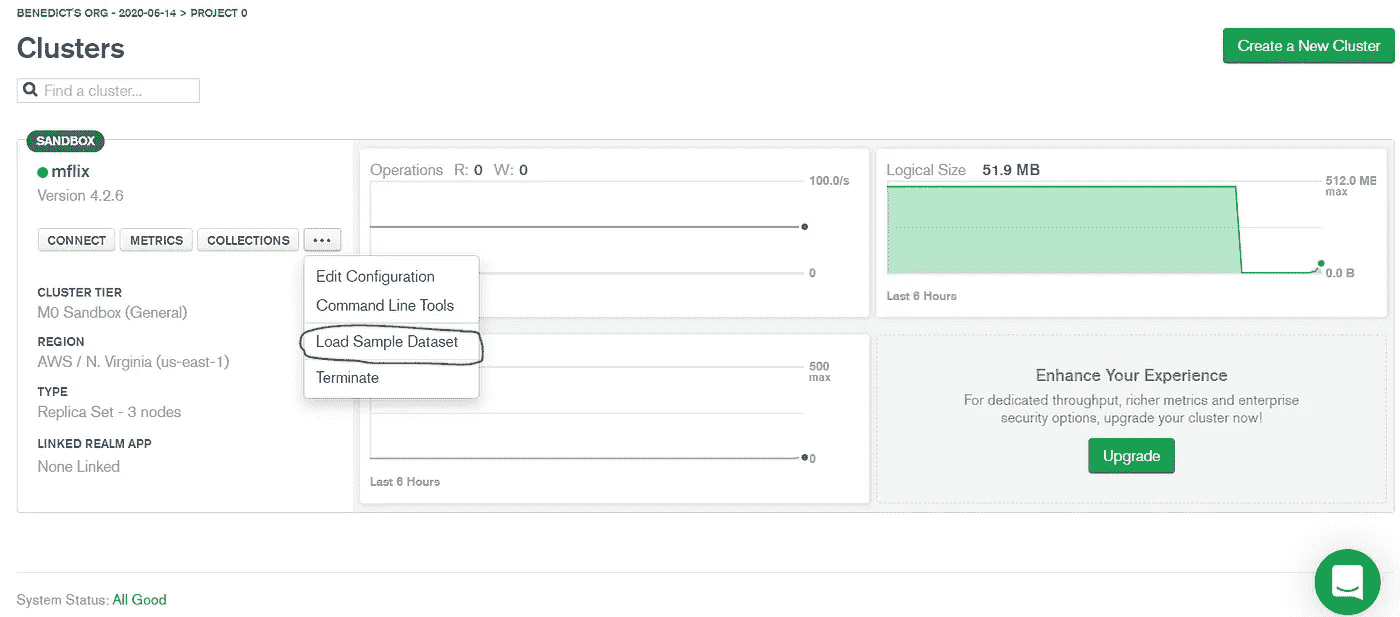 BENEDICT'S ORG - 2020-06-14 > PROJECT 0
Clusters
Create a New Cluster
Find a cluster...
SANDBOX
mflix
Version 4.2.6
CONNECT
METRICS
COLLECTIONS
...
Edit Configuration
Command Line Tools
Load Sample Dataset
Terminate
CLUSTER TIER
M0 Sandbox (General)
REGION
AWS / N. Virginia (us-east-1)
TYPE
Replica Set - 3 nodes
LINKED REALM APP
None Linked
Operations R: 0 W: 0
100.0/s
0
Logical Size 51.9 MB
512.0 MB
max
0.0 B
Last 6 Hours
500
max
0
Last 6 Hours
Enhance Your Experience
For dedicated throughput, richer metrics and enterprise
security options, upgrade your cluster now!
Upgrade
System Status: All Good